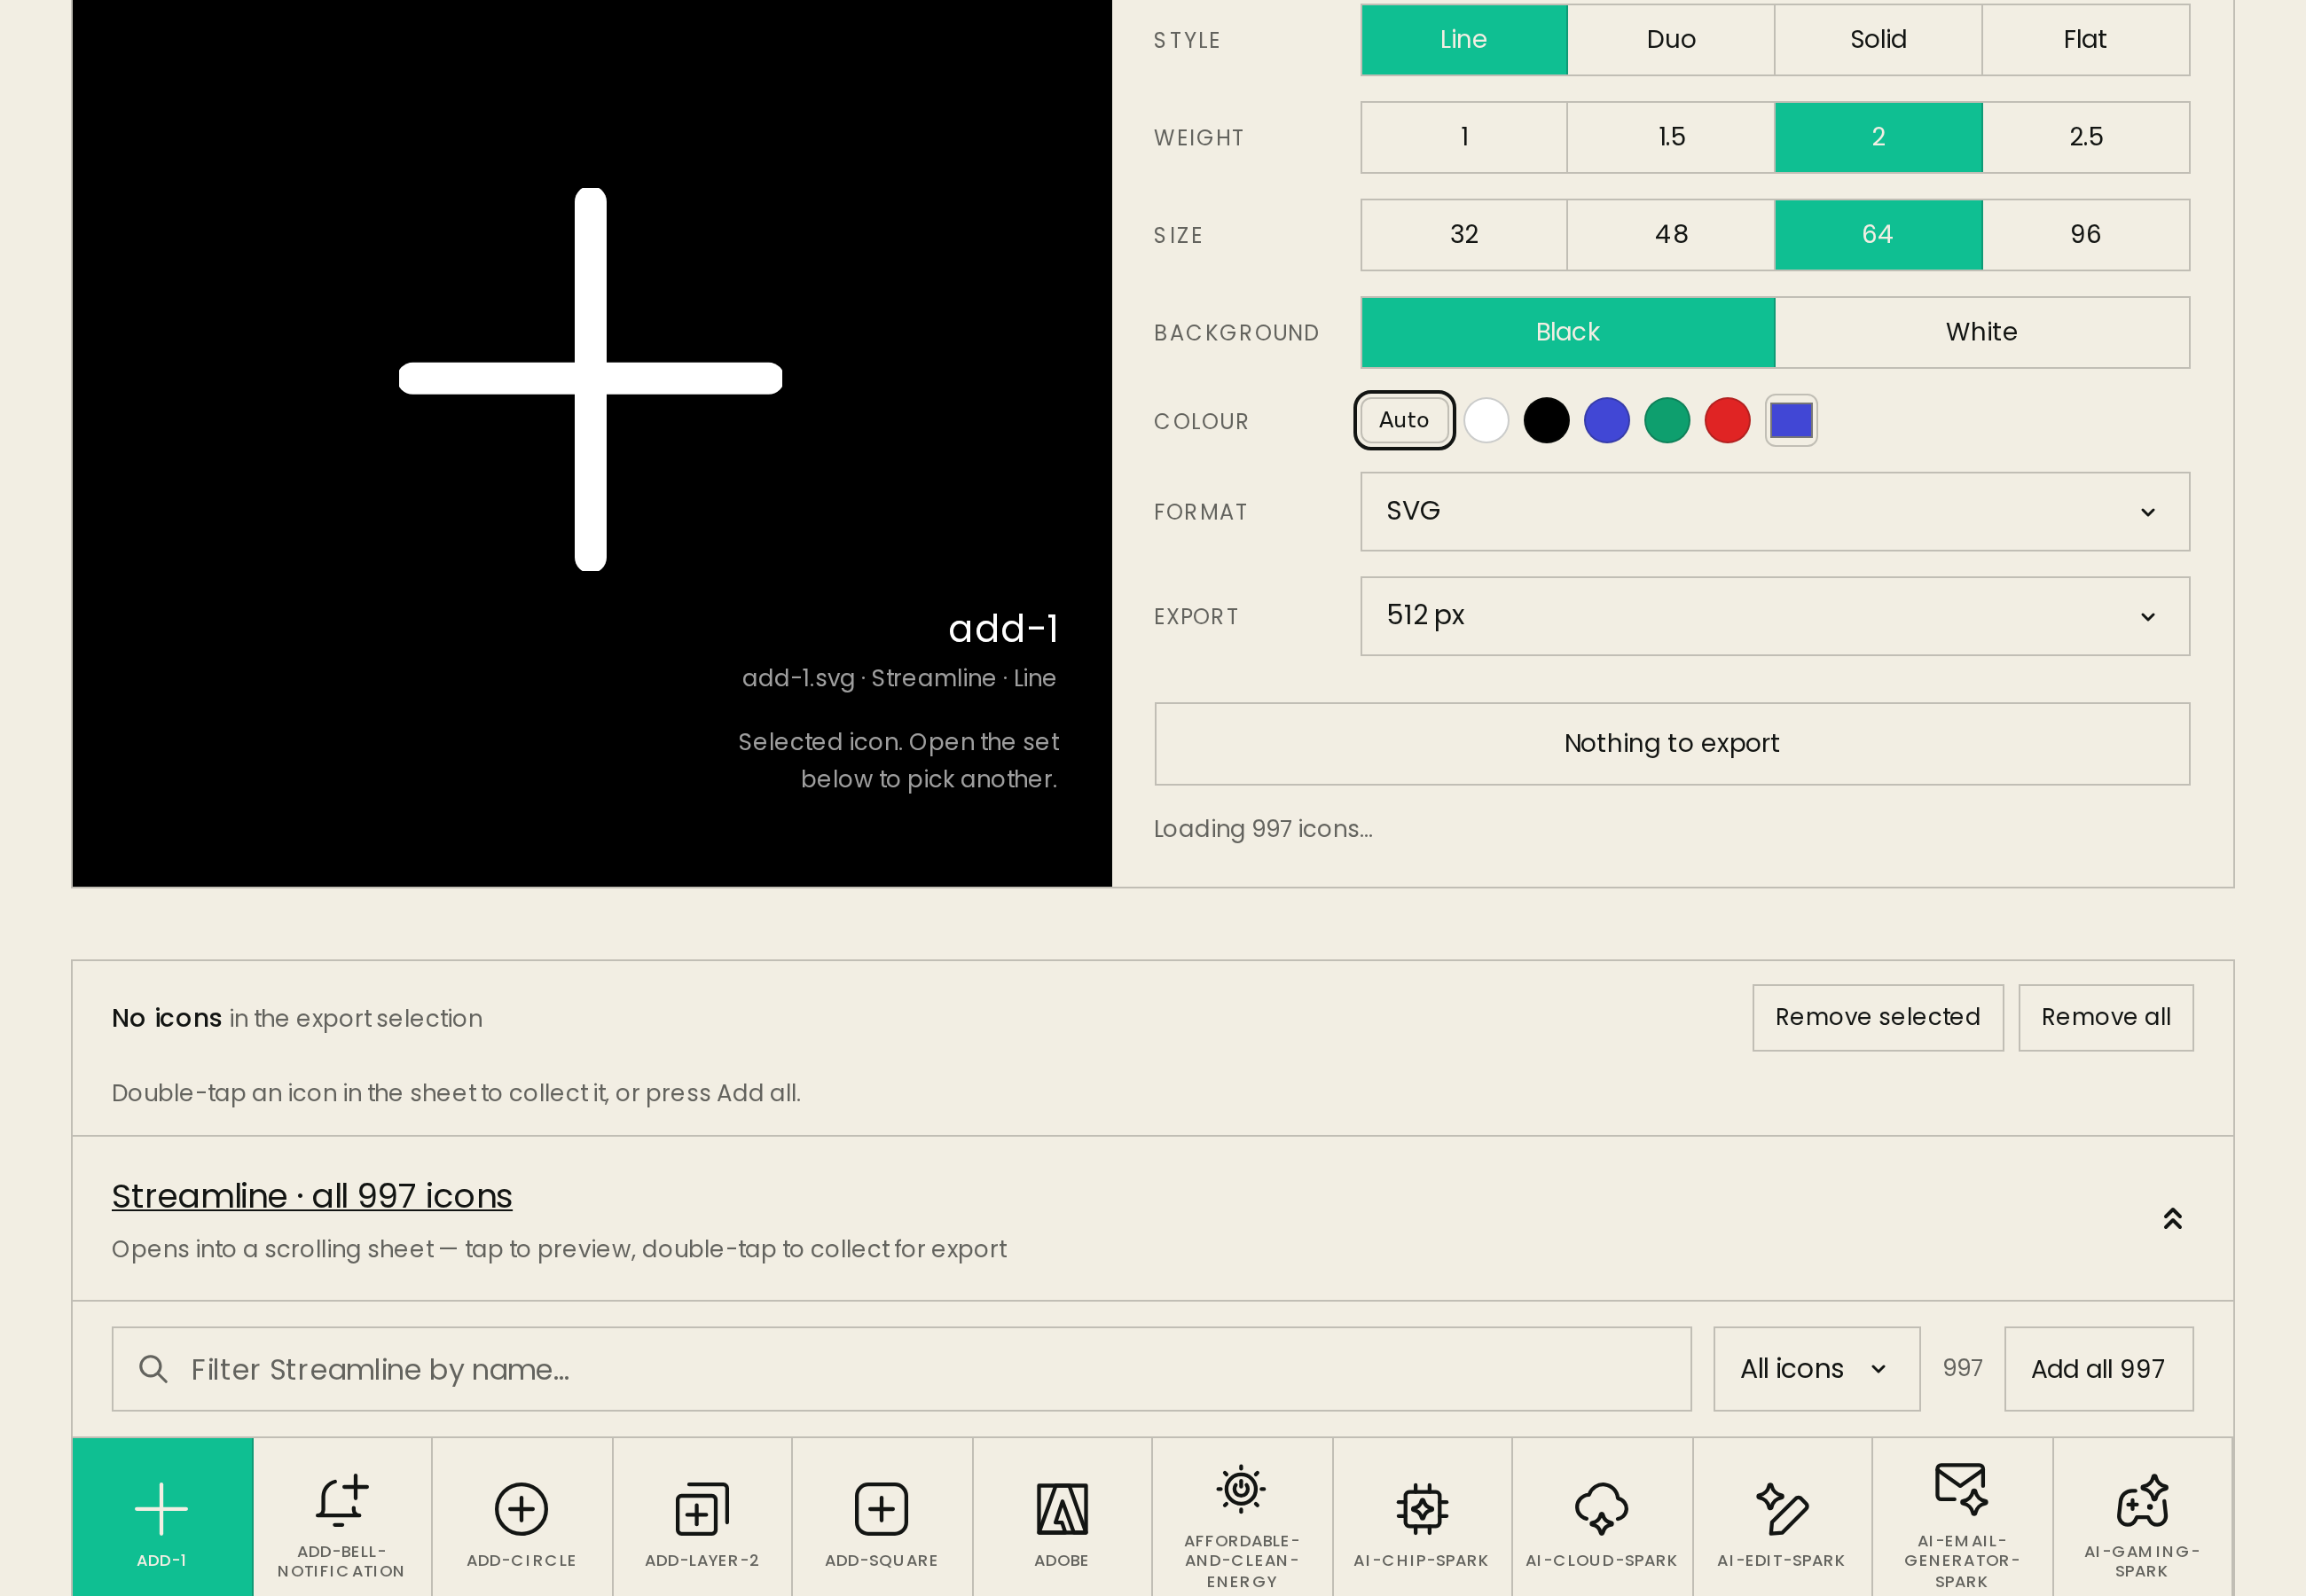 STYLE
Line
Duo
Solid
Flat
WEIGHT
1
1.5
2
2.5
SIZE
32
48
64
96
BACKGROUND
Black
White
COLOUR
Auto
FORMAT
SVG
EXPORT
512 px
Nothing to export
Loading 997 icons...
add-1
add-1.svg · Streamline · Line
Selected icon. Open the set
below to pick another.
No icons in the export selection
Remove selected
Remove all
Double-tap an icon in the sheet to collect it, or press Add all.
Streamline · all 997 icons
Opens into a scrolling sheet — tap to preview, double-tap to collect for export
Filter Streamline by name...
All icons
997
Add all 997
ADD-1
ADD-BELL-
NOTIFICATION
ADD-CIRCLE
ADD-LAYER-2
ADD-SQUARE
ADOBE
AFFORDABLE-
AND-CLEAN-
ENERGY
AI-CHIP-SPARK
AI-CLOUD-SPARK
AI-EDIT-SPARK
AI-EMAIL-
GENERATOR-
SPARK
AI-GAMING-
SPARK